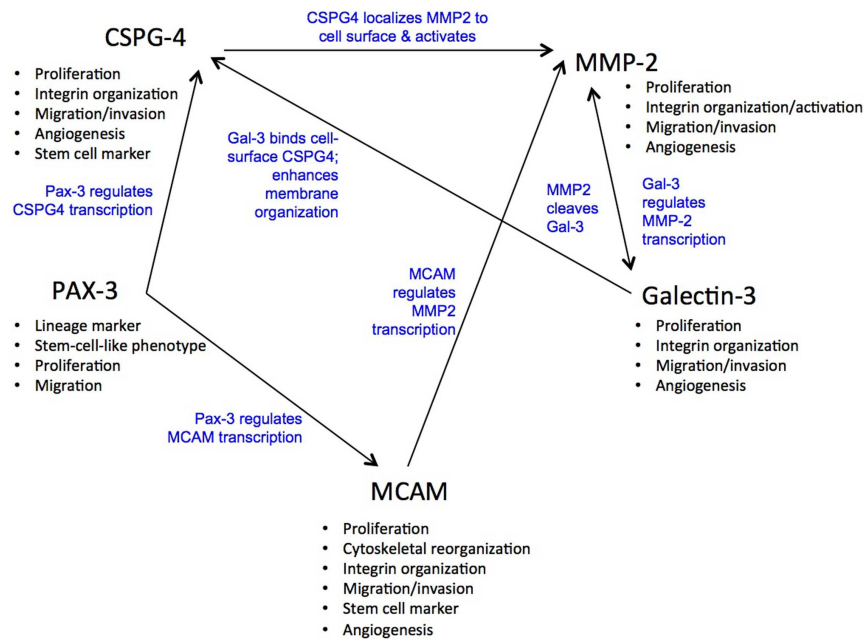 CSPG4 localizes MMP2 to
cell surface & activates
CSPG-4
• Proliferation
• Integrin organization
• Migration/invasion
• Angiogenesis
• Stem cell marker
MMP-2
• Proliferation
• Integrin organization/activation
• Migration/invasion
• Angiogenesis
Gal-3 binds cell-
surface CSPG4;
enhances
membrane
organization
Pax-3 regulates
CSPG4 transcription
MMP2
cleaves
Gal-3
Gal-3
regulates
MMP-2
transcription
MCAM
regulates
MMP2
transcription
PAX-3
• Lineage marker
• Stem-cell-like phenotype
• Proliferation
• Migration
Galectin-3
• Proliferation
• Integrin organization
• Migration/invasion
• Angiogenesis
Pax-3 regulates
MCAM transcription
MCAM
• Proliferation
• Cytoskeletal reorganization
• Integrin organization
• Migration/invasion
• Stem cell marker
• Angiogenesis